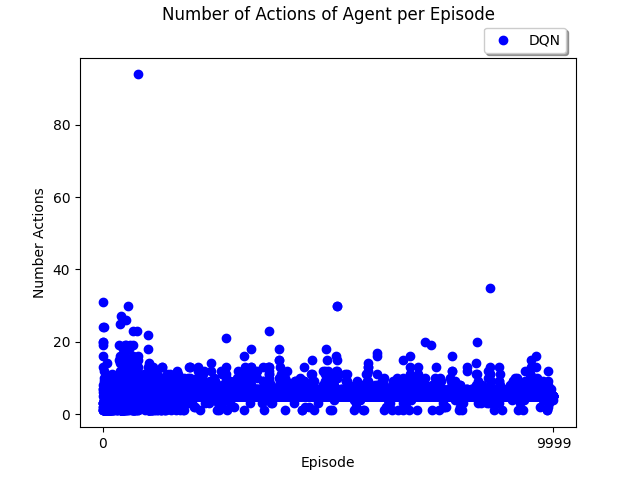 Number of Actions of Agent per Episode
DQN
Number Actions
80
60
40
20
0
0
9999
Episode